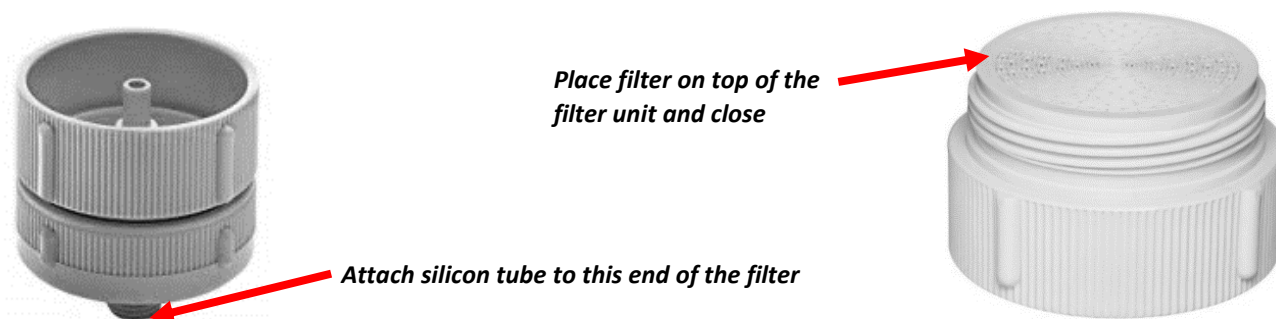 Place filter on top of the
filter unit and close
Attach silicon tube to this end of the filter